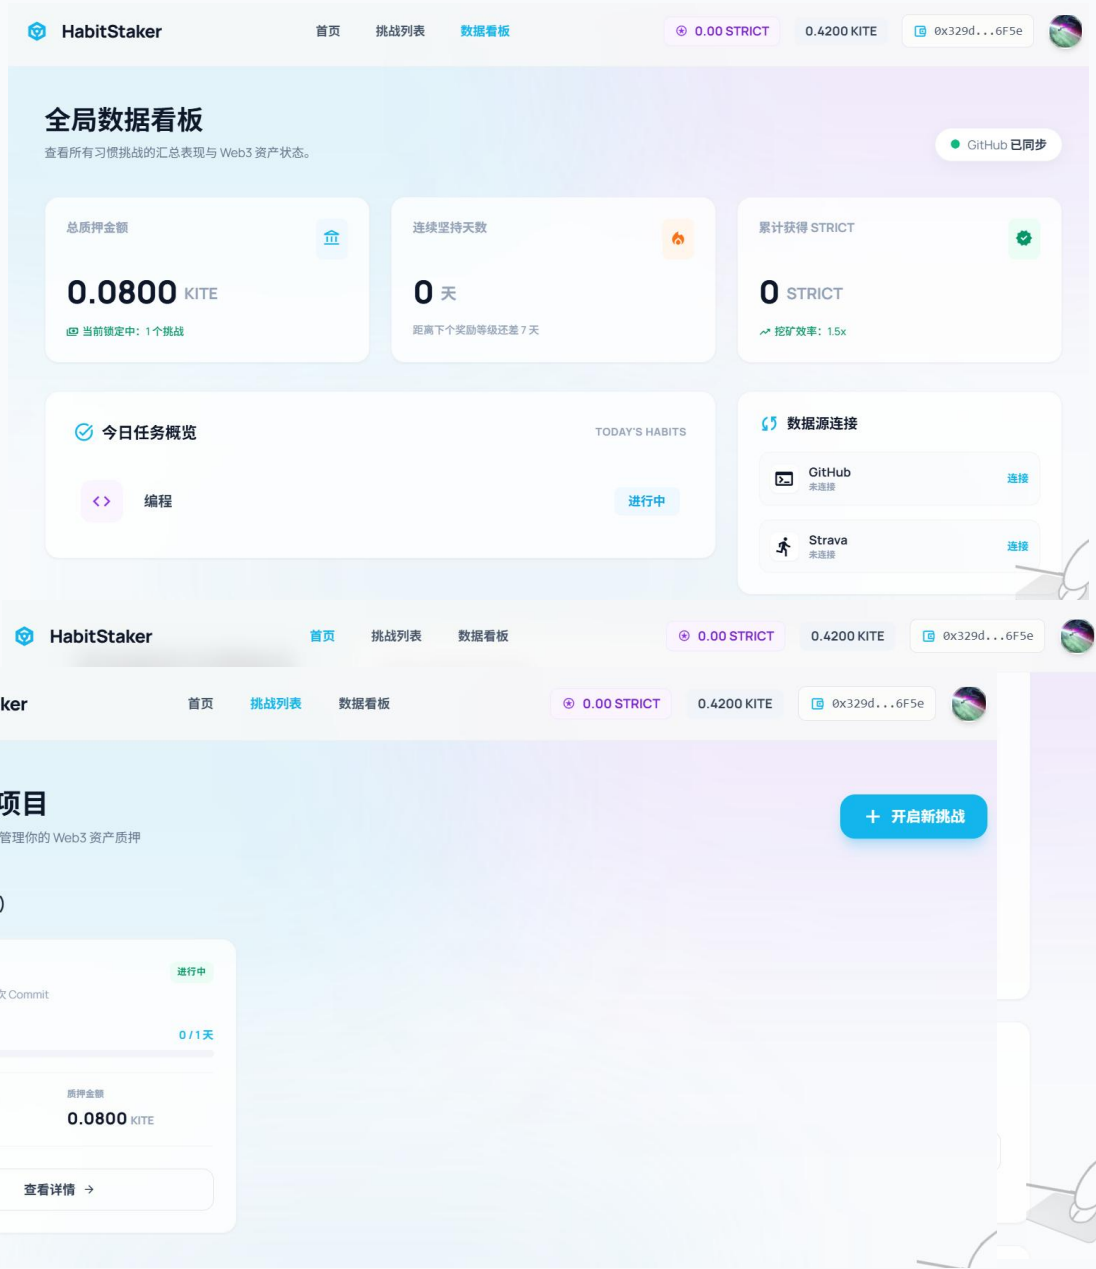 HabitStaker 首页 挑战列表 数据看板 0.00 STRICT 0.4200 KITE 0x329d...6F5e
全局数据看板
查看所有习惯挑战的汇总表现与 Web3 资产状态。
GitHub 已同步
总质押金额
0.0800 KITE
当前锁定中：1 个挑战
连续坚持天数
0 天
距离下个奖励等级还差 7 天
累计获得 STRICT
0 STRICT
挖矿效率：1.5x
今日任务概览 TODAY'S HABITS
编程 进行中
数据源连接
GitHub
未连接
连接
Strava
未连接
连接
HabitStaker 首页 挑战列表 数据看板 0.00 STRICT 0.4200 KITE 0x329d...6F5e
ker 首页 挑战列表 数据看板 0.00 STRICT 0.4200 KITE 0x329d...6F5e
项目
管理你的 Web3 资产质押
开启新挑战
)
进行中
次 Commit
0 / 1 天
质押金额
0.0800 KITE
查看详情 →